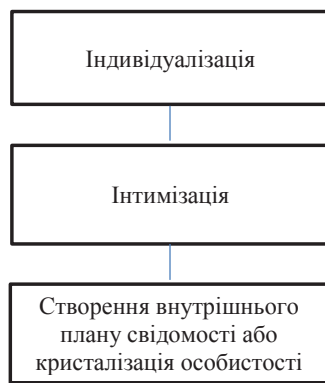 Індивідуалізація
Інтимізація
Створення внутрішнього
плану свідомості або
кристалізація особистості